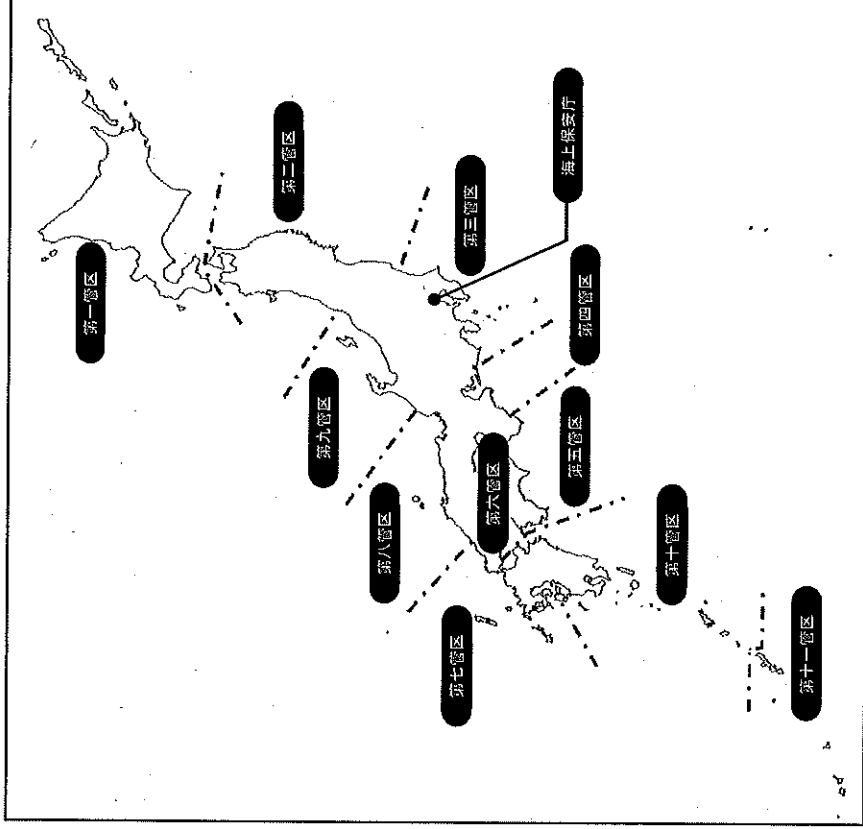 第一管区
第二管区
第三管区
海上保安庁
第四管区
第五管区
第六管区
第七管区
第八管区
第九管区
第十管区
第十一管区